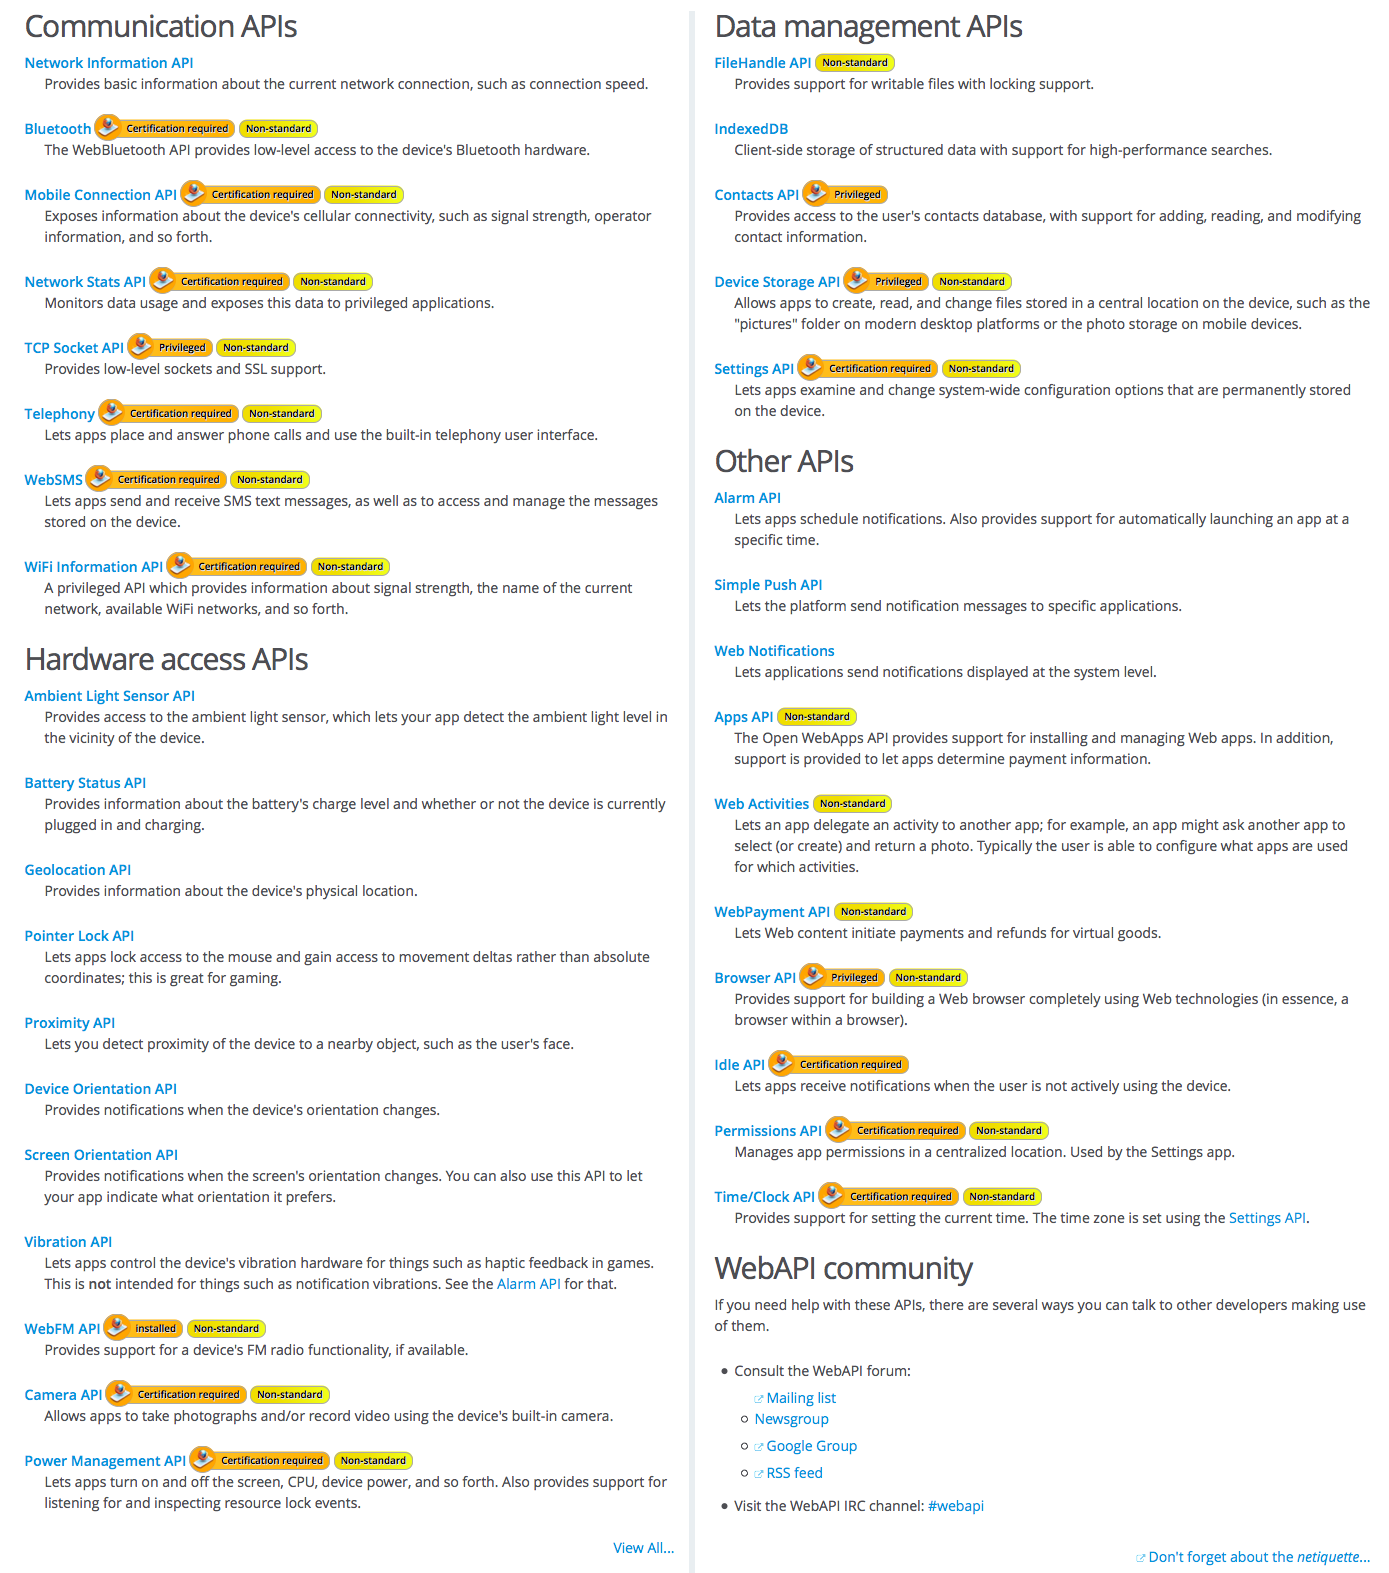 Communication APIs
Network Information API
Provides basic information about the current network connection, such as connection speed.
Bluetooth Certification required Non-standard
The WebBluetooth API provides low-level access to the device's Bluetooth hardware.
Mobile Connection API Certification required Non-standard
Exposes information about the device's cellular connectivity, such as signal strength, operator
information, and so forth.
Network Stats API Certification required Non-standard
Monitors data usage and exposes this data to privileged applications.
TCP Socket API Privileged Non-standard
Provides low-level sockets and SSL support.
Telephony Certification required Non-standard
Lets apps place and answer phone calls and use the built-in telephony user interface.
WebSMS Certification required Non-standard
Lets apps send and receive SMS text messages, as well as to access and manage the messages
stored on the device.
WiFi Information API Certification required Non-standard
A privileged API which provides information about signal strength, the name of the current
network, available WiFi networks, and so forth.
Hardware access APIs
Ambient Light Sensor API
Provides access to the ambient light sensor, which lets your app detect the ambient light level in
the vicinity of the device.
Battery Status API
Provides information about the battery's charge level and whether or not the device is currently
plugged in and charging.
Geolocation API
Provides information about the device's physical location.
Pointer Lock API
Lets apps lock access to the mouse and gain access to movement deltas rather than absolute
coordinates; this is great for gaming.
Proximity API
Lets you detect proximity of the device to a nearby object, such as the user's face.
Device Orientation API
Provides notifications when the device's orientation changes.
Screen Orientation API
Provides notifications when the screen's orientation changes. You can also use this API to let
your app indicate what orientation it prefers.
Vibration API
Lets apps control the device's vibration hardware for things such as haptic feedback in games.
This is not intended for things such as notification vibrations. See the Alarm API for that.
WebFM API installed Non-standard
Provides support for a device's FM radio functionality, if available.
Camera API Certification required Non-standard
Allows apps to take photographs and/or record video using the device's built-in camera.
Power Management API Certification required Non-standard
Lets apps turn on and off the screen, CPU, device power, and so forth. Also provides support for
listening for and inspecting resource lock events.
View All...
Data management APIs
FileHandle API Non-standard
Provides support for writable files with locking support.
IndexedDB
Client-side storage of structured data with support for high-performance searches.
Contacts API Privileged
Provides access to the user's contacts database, with support for adding, reading, and modifying
contact information.
Device Storage API Privileged Non-standard
Allows apps to create, read, and change files stored in a central location on the device, such as the
"pictures" folder on modern desktop platforms or the photo storage on mobile devices.
Settings API Certification required Non-standard
Lets apps examine and change system-wide configuration options that are permanently stored
on the device.
Other APIs
Alarm API
Lets apps schedule notifications. Also provides support for automatically launching an app at a
specific time.
Simple Push API
Lets the platform send notification messages to specific applications.
Web Notifications
Lets applications send notifications displayed at the system level.
Apps API Non-standard
The Open WebApps API provides support for installing and managing Web apps. In addition,
support is provided to let apps determine payment information.
Web Activities Non-standard
Lets an app delegate an activity to another app; for example, an app might ask another app to
select (or create) and return a photo. Typically the user is able to configure what apps are used
for which activities.
WebPayment API Non-standard
Lets Web content initiate payments and refunds for virtual goods.
Browser API Privileged Non-standard
Provides support for building a Web browser completely using Web technologies (in essence, a
browser within a browser).
Idle API Certification required
Lets apps receive notifications when the user is not actively using the device.
Permissions API Certification required Non-standard
Manages app permissions in a centralized location. Used by the Settings app.
Time/Clock API Certification required Non-standard
Provides support for setting the current time. The time zone is set using the Settings API.
WebAPI community
If you need help with these APIs, there are several ways you can talk to other developers making use
of them.
Consult the WebAPI forum:
Mailing list
Newsgroup
Google Group
RSS feed
Visit the WebAPI IRC channel: #webapi
Don't forget about the netiquette...